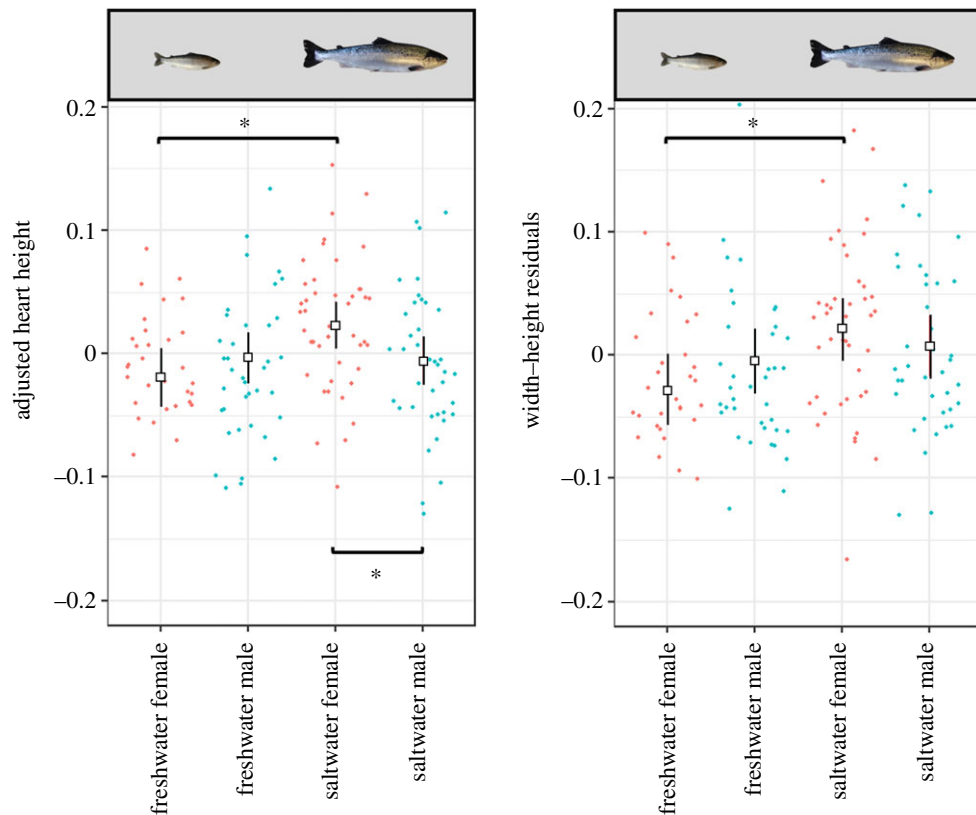 adjusted heart height
0.2
0.1
0
–0.1
–0.2
*
*
freshwater female
freshwater male
saltwater female
saltwater male
width–height residuals
0.2
0.1
0
–0.1
–0.2
*
freshwater female
freshwater male
saltwater female
saltwater male